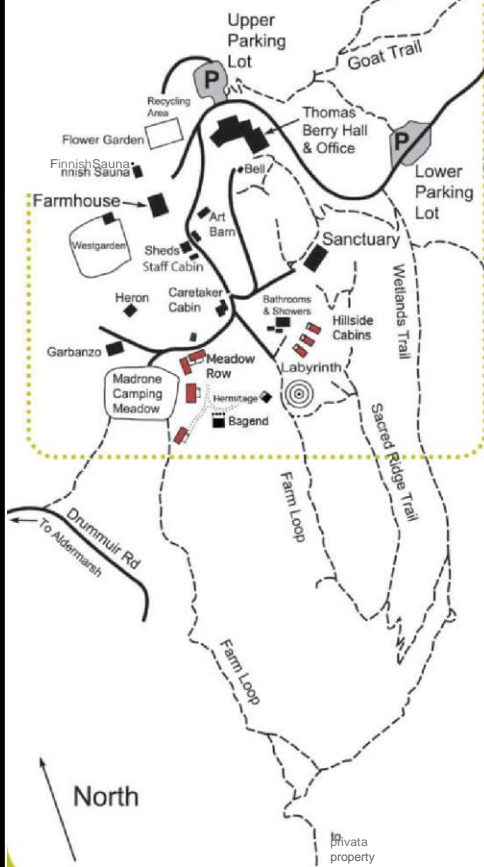 Upper
Parking
Lot
Goat Trail
P
Recycling
Area
Thomas
Berry Hall
& Office
P
Flower Garden
FinnishSauna
nnish Sauna
Bell
Lower
Parking
Lot
Farmhouse
Art
Barn
Westgarden
Sanctuary
Sheds
Staff Cabin
Wetlands Trail
Heron
Caretaker
Cabin
Bathrooms
& Showers
Hillside
Cabins
Garbanzo
Meadow
Row
Labyrinth
Madrone
Camping
Meadow
Hermitage
Bagend
Sacred Ridge Trail
Farm Loop
Drummuir Rd
To Aldermarsh
Farm Loop
North
to
privata
property